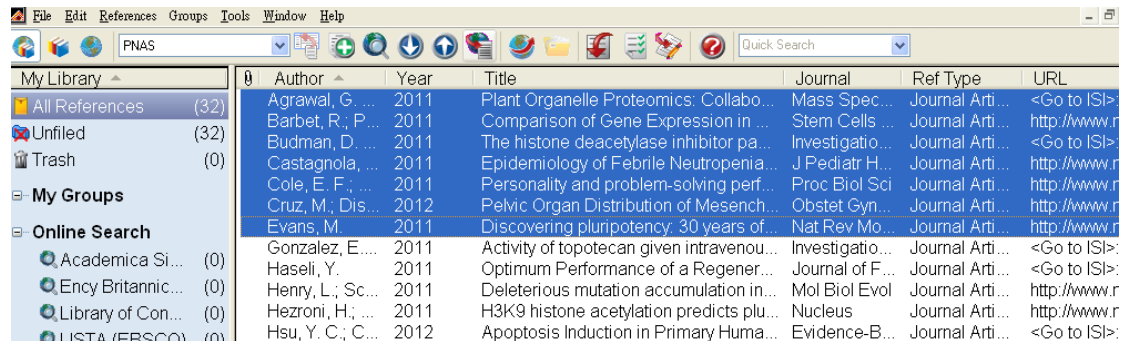 File Edit References Groups Tools Window Help
PNAS Quick Search
My Library Author Year Title Journal Ref Type URL
All References (32) Agrawal, G. ... 2011 Plant Organelle Proteomics: Collabo... Mass Spec... Journal Arti... <Go to ISI>:
Unfiled (32) Barbet, R.; P... 2011 Comparison of Gene Expression in ... Stem Cells ... Journal Arti... http://www.r
Trash (0) Budman, D. ... 2011 The histone deacetylase inhibitor pa... Investigatio... Journal Arti... <Go to ISI>:
Castagnola, ... 2011 Epidemiology of Febrile Neutropenia... J Pediatr H... Journal Arti... http://www.r
My Groups Cole, E. F.; ... 2011 Personality and problem-solving perf... Proc Biol Sci Journal Arti... http://www.r
Cruz, M.; Dis... 2012 Pelvic Organ Distribution of Mesench... Obstet Gyn... Journal Arti... http://www.r
Online Search Evans, M. 2011 Discovering pluripotency: 30 years of... Nat Rev Mo... Journal Arti... http://www.r
Academica Si... (0) Gonzalez, E.... 2011 Activity of topotecan given intravenou... Investigatio... Journal Arti... <Go to ISI>:
Ency Britannic... (0) Haseli, Y. 2011 Optimum Performance of a Regener... Journal of F... Journal Arti... <Go to ISI>:
Library of Con... (0) Henry, L.; Sc... 2011 Deleterious mutation accumulation in... Mol Biol Evol Journal Arti... http://www.r
Hezroni, H.; ... 2011 H3K9 histone acetylation predicts plu... Nucleus Journal Arti... http://www.r
LISTA (EBSCO) (0) Hsu, Y. C.; C... 2012 Apoptosis Induction in Primary Huma... Evidence-B... Journal Arti... <Go to ISI>: